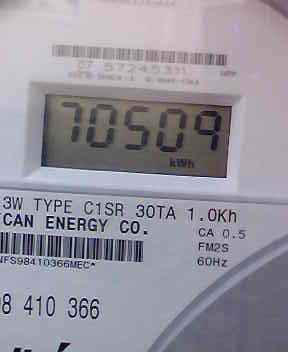 07 57245311
70509
kWh
3W TYPE C1SR 30TA 1.0Kh
CAN ENERGY CO.
CA 0.5
FM2S
60Hz
NFS98410366MEC*
98 410 366